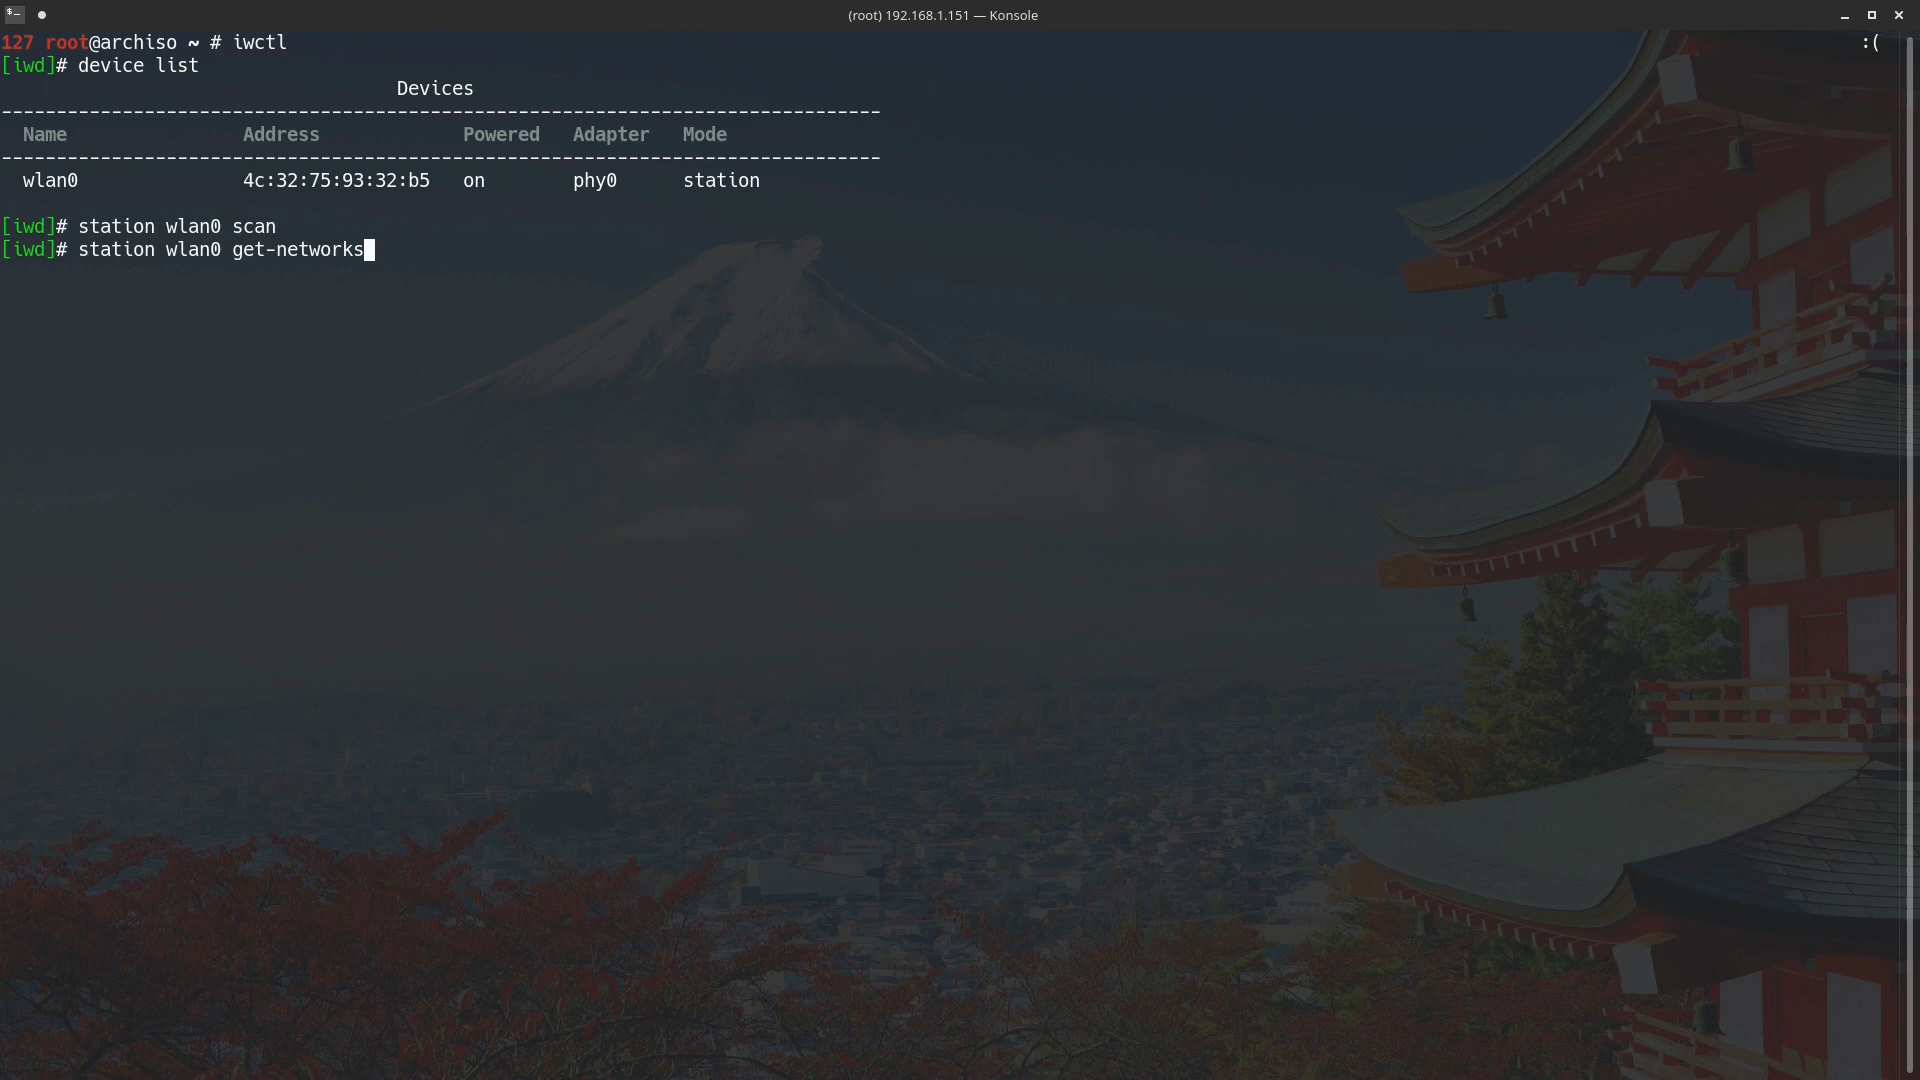 (root) 192.168.1.151 — Konsole
127 root@archiso ~ # iwctl :(
[iwd]# device list
Devices
--------------------------------------------------------------------------------
Name Address Powered Adapter Mode
--------------------------------------------------------------------------------
wlan0 4c:32:75:93:32:b5 on phy0 station
[iwd]# station wlan0 scan
[iwd]# station wlan0 get-networks